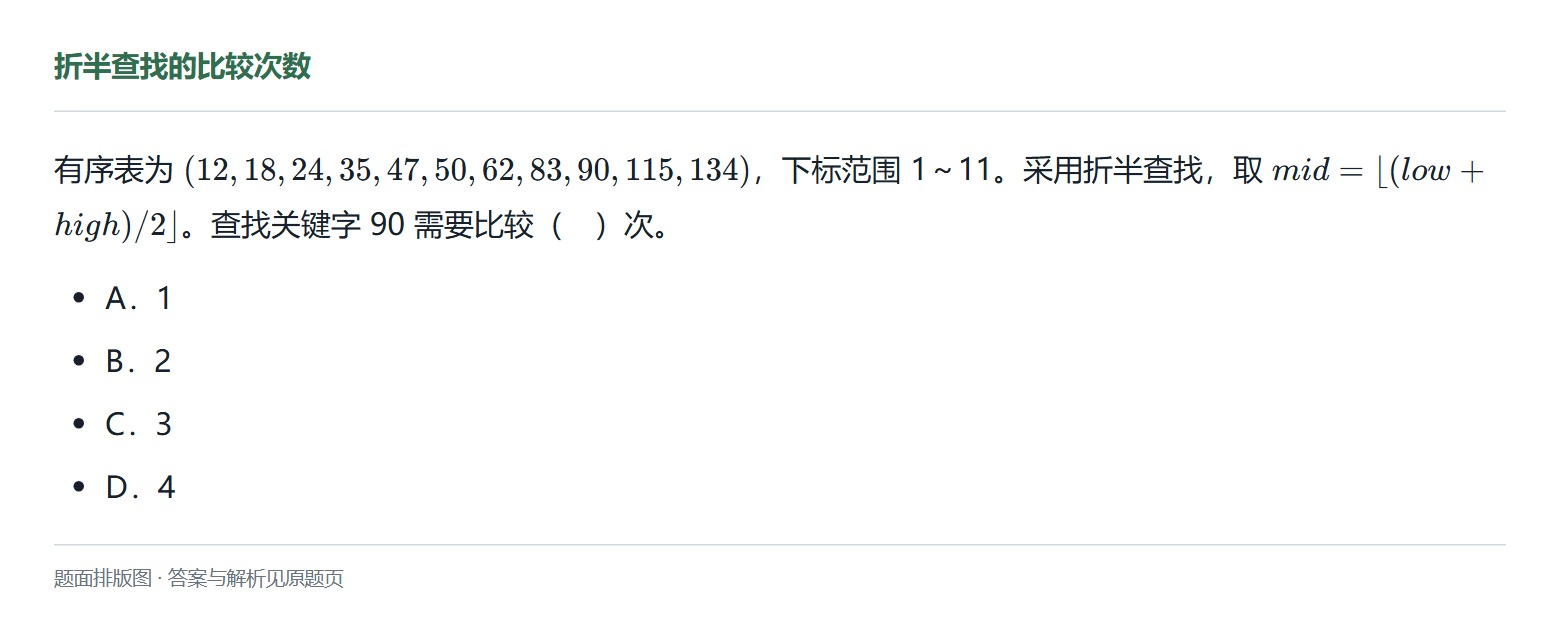 折半查找的比较次数
有序表为 (12, 18, 24, 35, 47, 50, 62, 83, 90, 115, 134)，下标范围 1 ~ 11。采用折半查找，取 mid = ⌊(low +
high)/2⌋。查找关键字 90 需要比较（　）次。
• A．1
• B．2
• C．3
• D．4
题面排版图 · 答案与解析见原题页